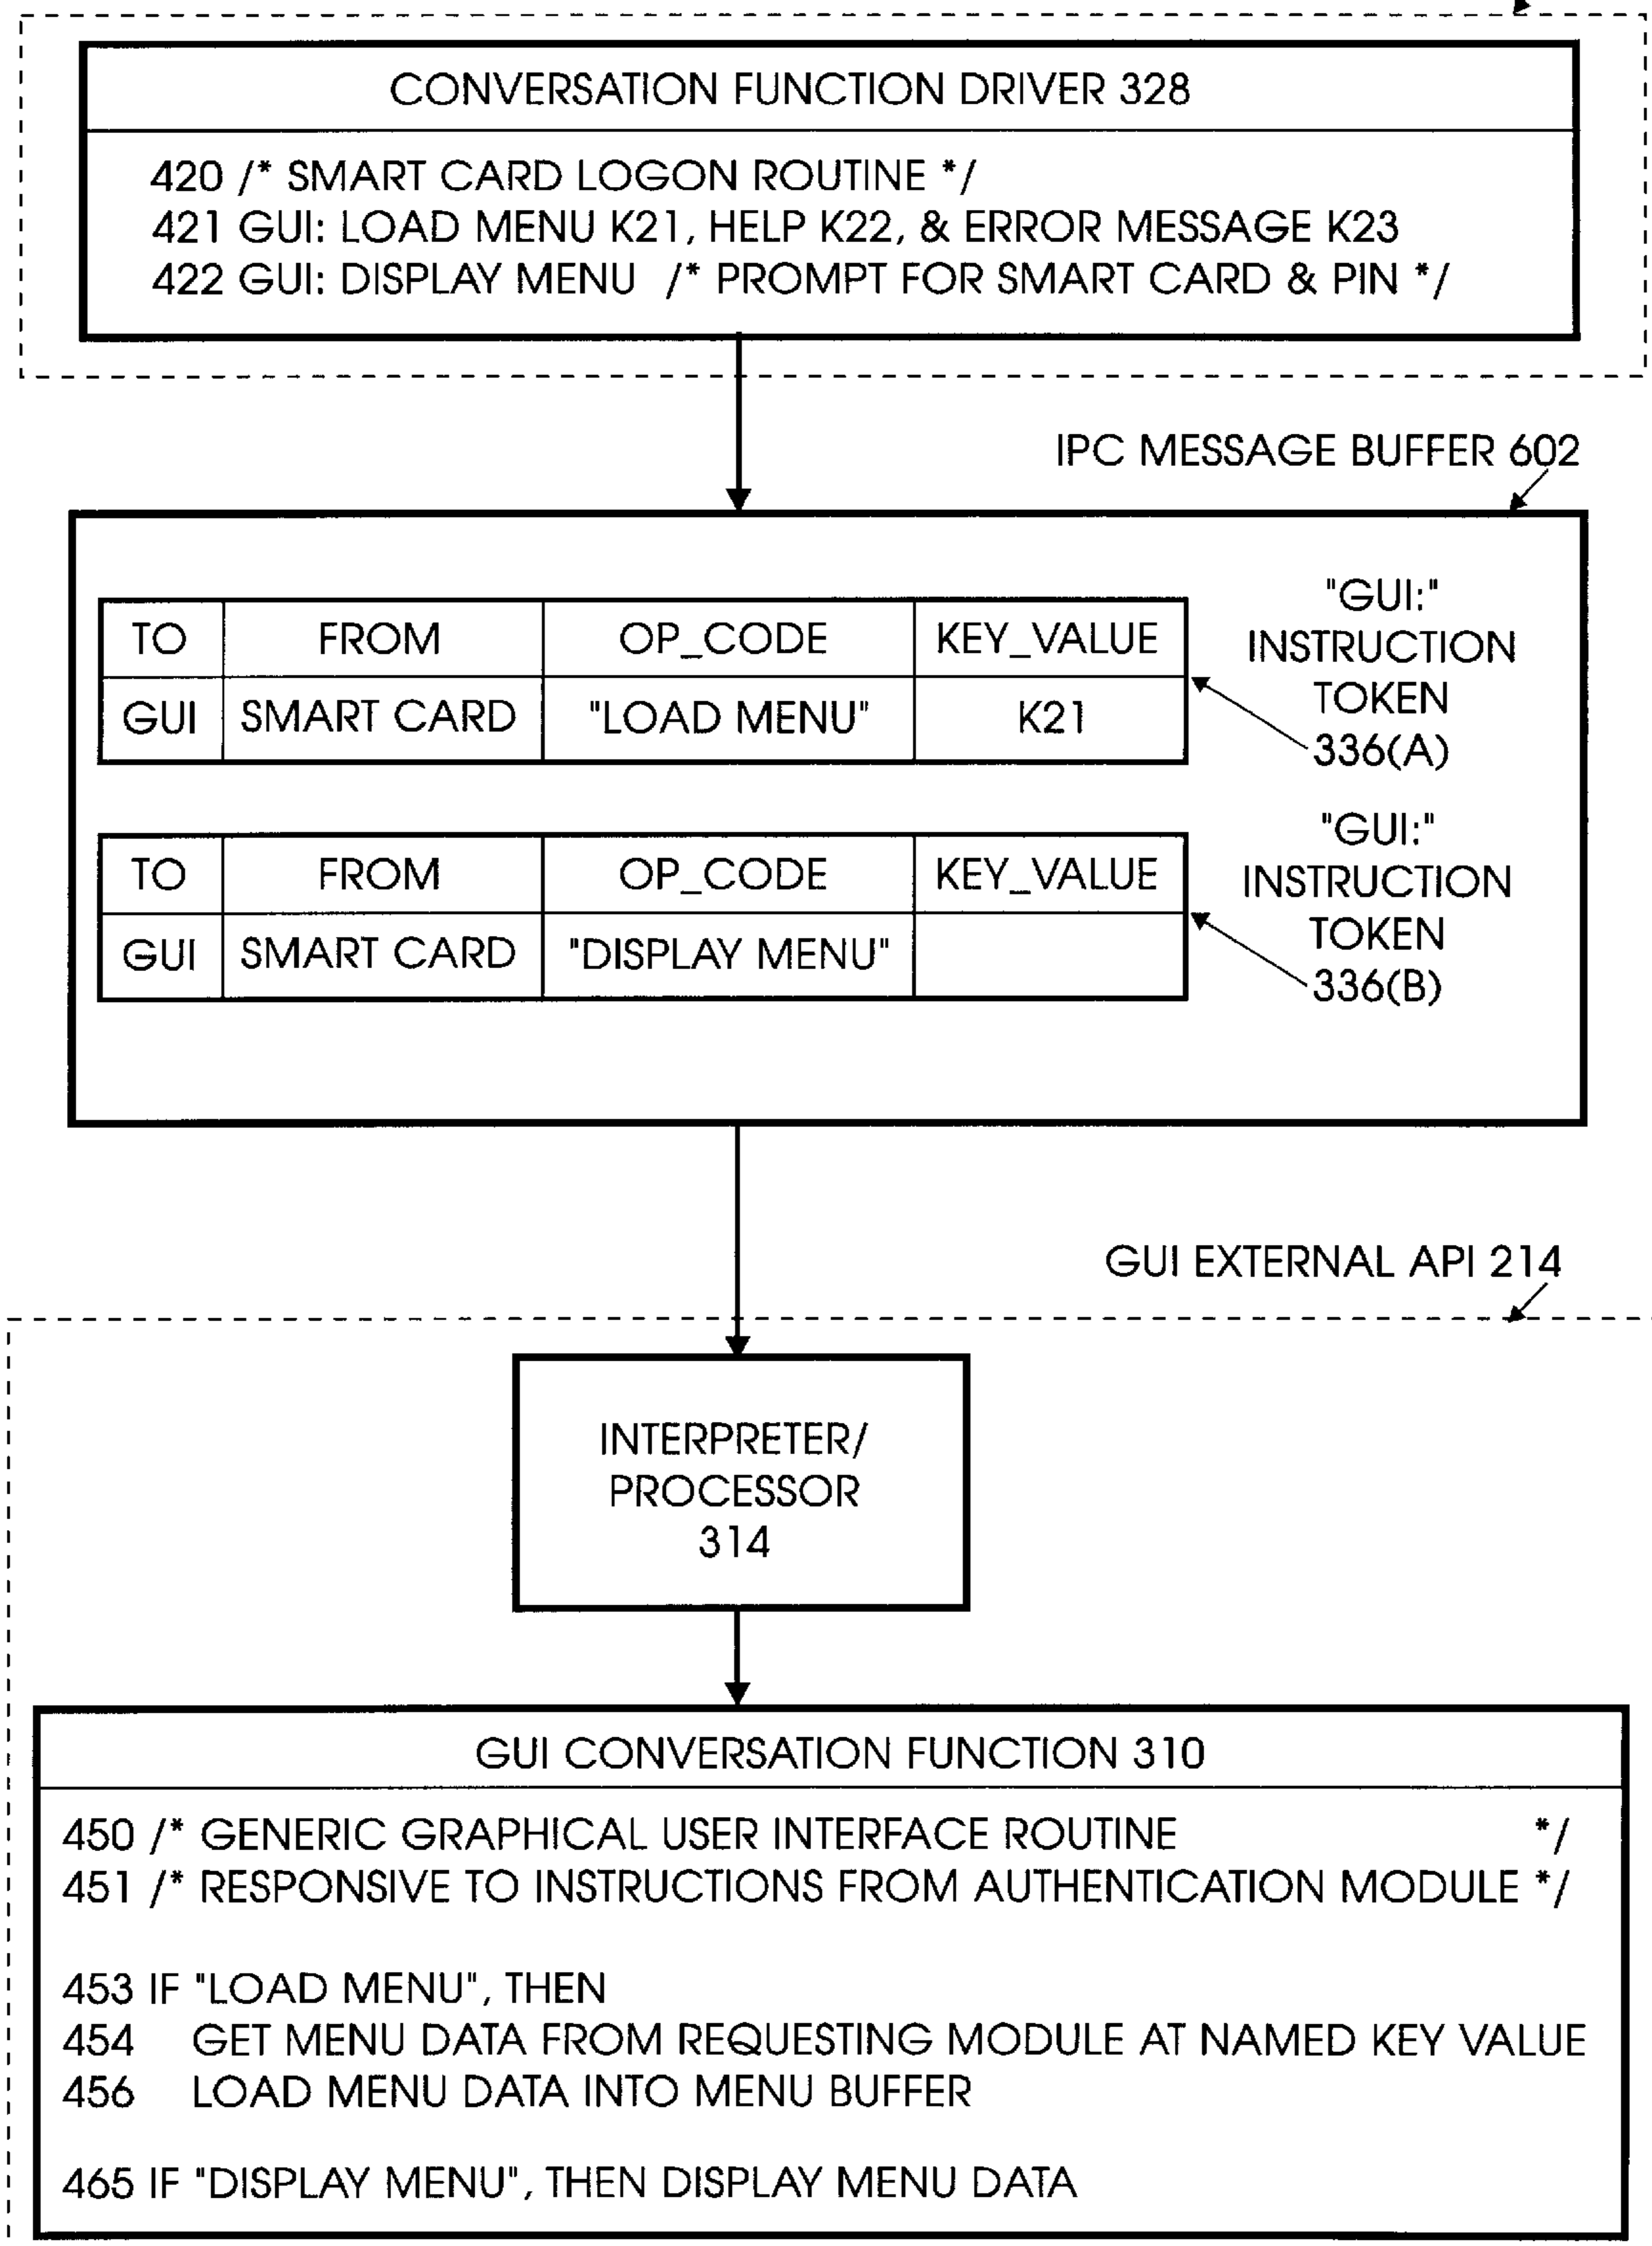 CONVERSATION FUNCTION DRIVER 328
420 /* SMART CARD LOGON ROUTINE */
421 GUI: LOAD MENU K21, HELP K22, & ERROR MESSAGE K23
422 GUI: DISPLAY MENU /* PROMPT FOR SMART CARD & PIN */
IPC MESSAGE BUFFER 602
TO FROM OP_CODE KEY_VALUE
GUI SMART CARD "LOAD MENU" K21
"GUI:"
INSTRUCTION
TOKEN
336(A)
TO FROM OP_CODE KEY_VALUE
GUI SMART CARD "DISPLAY MENU"
"GUI:"
INSTRUCTION
TOKEN
336(B)
GUI EXTERNAL API 214
INTERPRETER/
PROCESSOR
314
GUI CONVERSATION FUNCTION 310
450 /* GENERIC GRAPHICAL USER INTERFACE ROUTINE */
451 /* RESPONSIVE TO INSTRUCTIONS FROM AUTHENTICATION MODULE */
453 IF "LOAD MENU", THEN
454 GET MENU DATA FROM REQUESTING MODULE AT NAMED KEY VALUE
456 LOAD MENU DATA INTO MENU BUFFER
465 IF "DISPLAY MENU", THEN DISPLAY MENU DATA